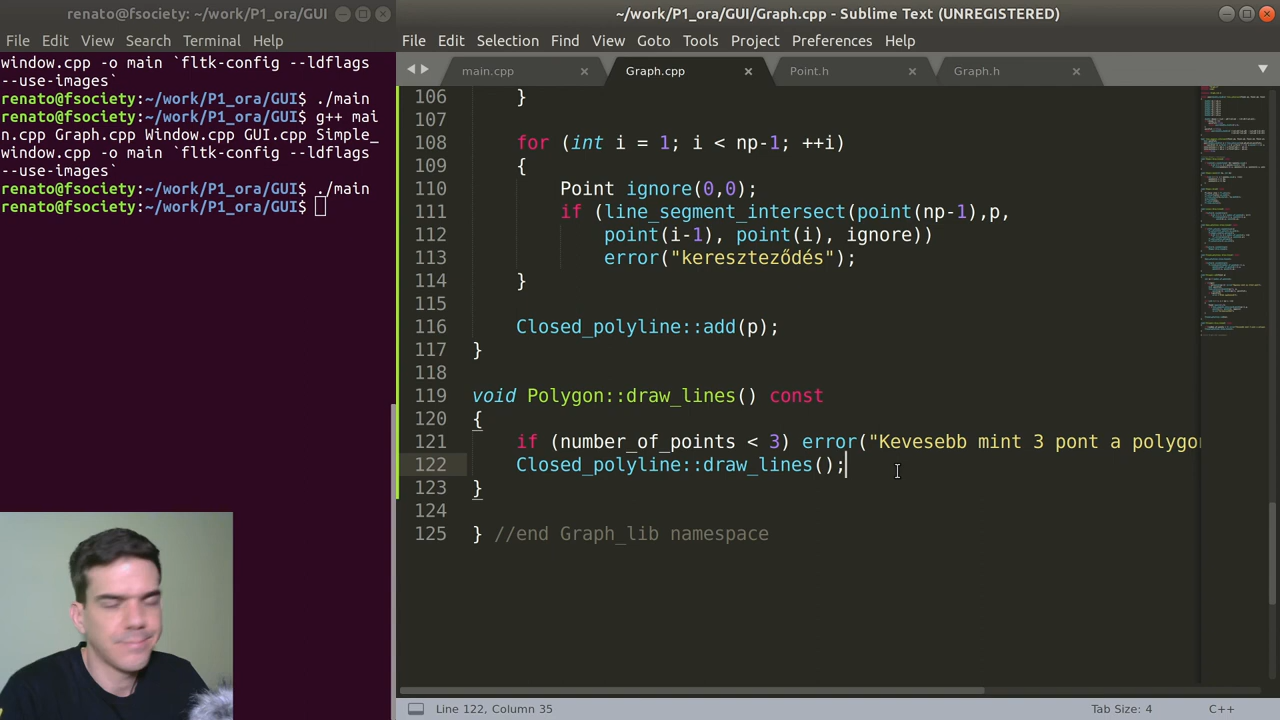 renato@fsociety: ~/work/P1_ora/GUI
File Edit View Search Terminal Help
window.cpp -o main `fltk-config --ldflags
--use-images`
renato@fsociety:~/work/P1_ora/GUI$ ./main
renato@fsociety:~/work/P1_ora/GUI$ g++ mai
n.cpp Graph.cpp Window.cpp GUI.cpp Simple_
window.cpp -o main `fltk-config --ldflags
--use-images`
renato@fsociety:~/work/P1_ora/GUI$ ./main
renato@fsociety:~/work/P1_ora/GUI$
~/work/P1_ora/GUI/Graph.cpp - Sublime Text (UNREGISTERED)
File Edit Selection Find View Goto Tools Project Preferences Help
main.cpp Graph.cpp Point.h Graph.h
106 }
107
108 for (int i = 1; i < np-1; ++i)
109 {
110 Point ignore(0,0);
111 if (line_segment_intersect(point(np-1),p,
112 point(i-1), point(i), ignore))
113 error("kereszteződés");
114 }
115
116 Closed_polyline::add(p);
117 }
118
119 void Polygon::draw_lines() const
120 {
121 if (number_of_points < 3) error("Kevesebb mint 3 pont a polygo
122 Closed_polyline::draw_lines();
123 }
124
125 } //end Graph_lib namespace
Line 122, Column 35
Tab Size: 4
C++